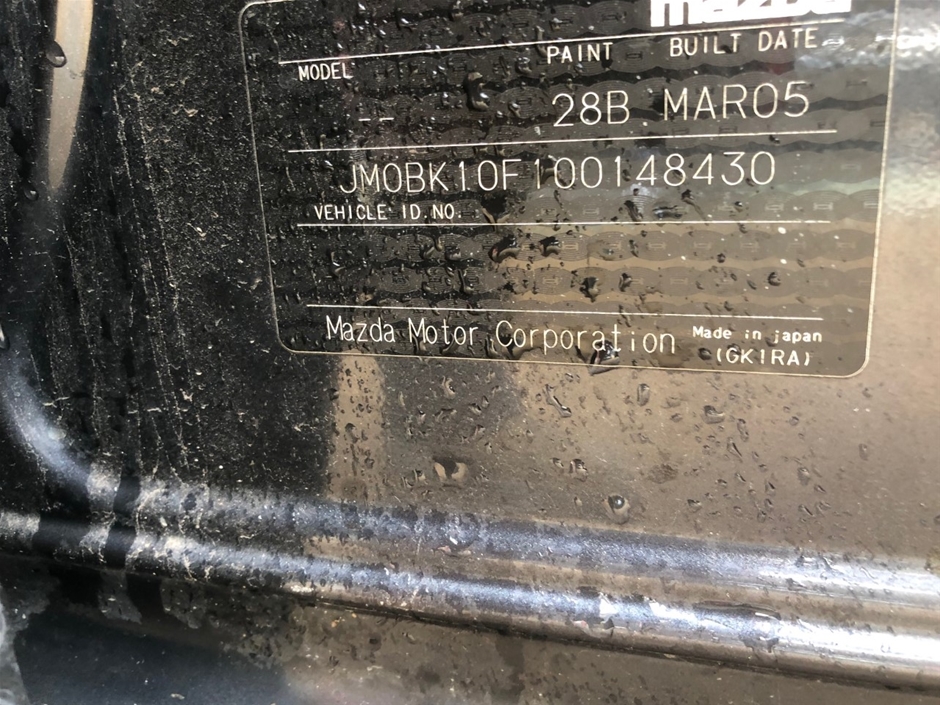 mazda
PAINT BUILT DATE
MODEL
-- 28B MAR05
JM0BK10F100148430
VEHICLE ID.NO.
Mazda Motor Corporation Made in japan
(GK1RA)